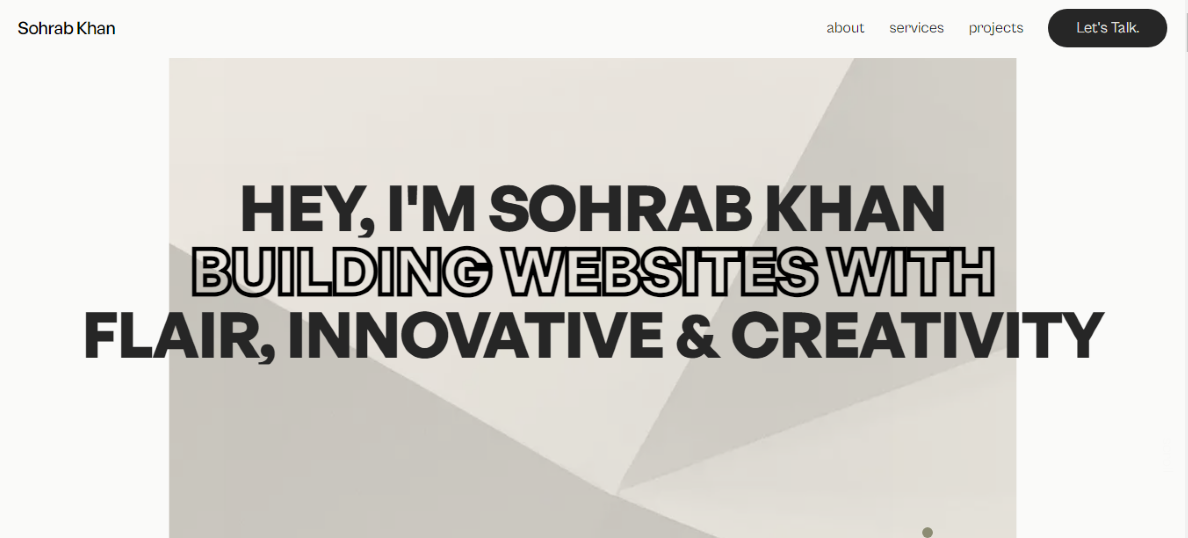 Sohrab Khan
about services projects Let's Talk.
HEY, I'M SOHRAB KHAN
BUILDING WEBSITES WITH
FLAIR, INNOVATIVE & CREATIVITY